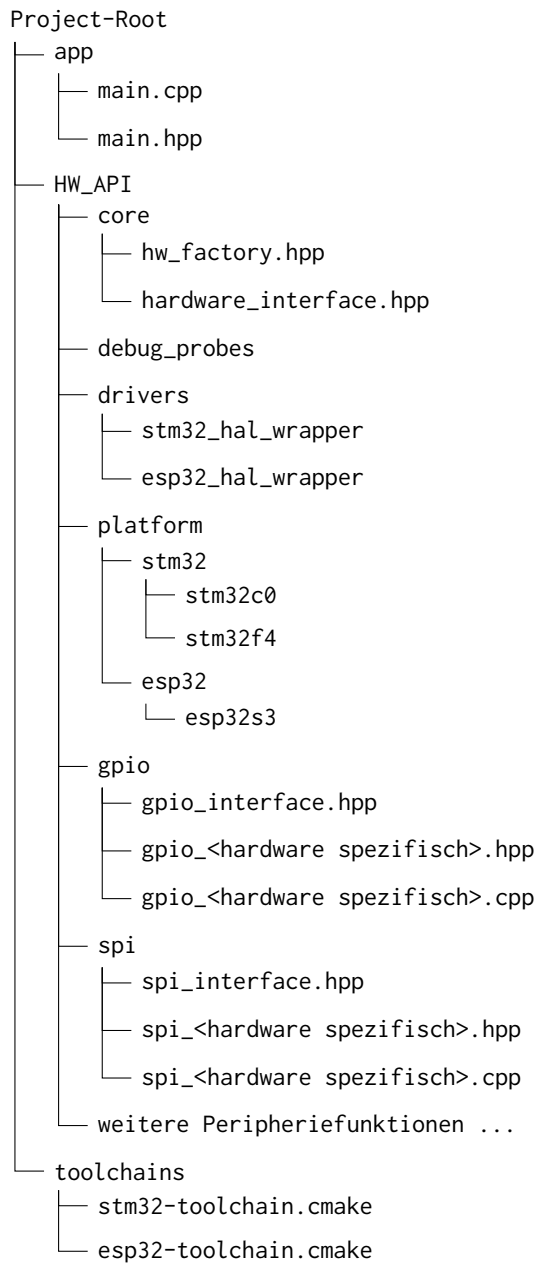 Project-Root
app
main.cpp
main.hpp
HW_API
core
hw_factory.hpp
hardware_interface.hpp
debug_probes
drivers
stm32_hal_wrapper
esp32_hal_wrapper
platform
stm32
stm32c0
stm32f4
esp32
esp32s3
gpio
gpio_interface.hpp
gpio_<hardware spezifisch>.hpp
gpio_<hardware spezifisch>.cpp
spi
spi_interface.hpp
spi_<hardware spezifisch>.hpp
spi_<hardware spezifisch>.cpp
weitere Peripheriefunktionen ...
toolchains
stm32-toolchain.cmake
esp32-toolchain.cmake